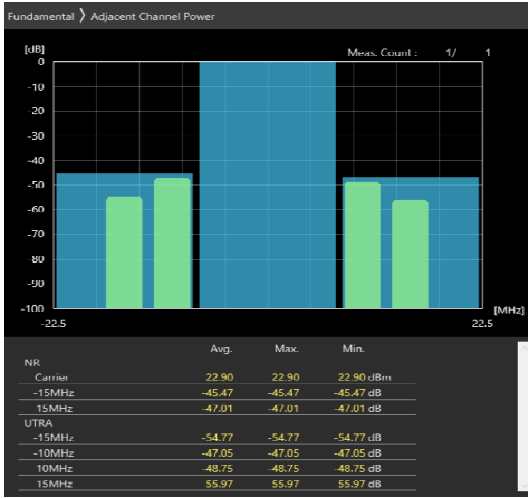 Fundamental ❯ Adjacent Channel Power
[dB]
Meas. Count : 1/ 1
0
-10
-20
-30
-40
-50
-60
-70
-80
-90
-100
[MHz]
-22.5 22.5
Avg. Max. Min.
NR
Carrier 22.90 22.90 22.90 dBm
-15MHz -45.47 -45.47 -45.47 dB
15MHz -47.01 -47.01 -47.01 dB
UTRA
-15MHz -54.77 -54.77 -54.77 dB
-10MHz -47.05 -47.05 -47.05 dB
10MHz -48.75 -48.75 -48.75 dB
15MHz 55.97 55.97 55.97 dB